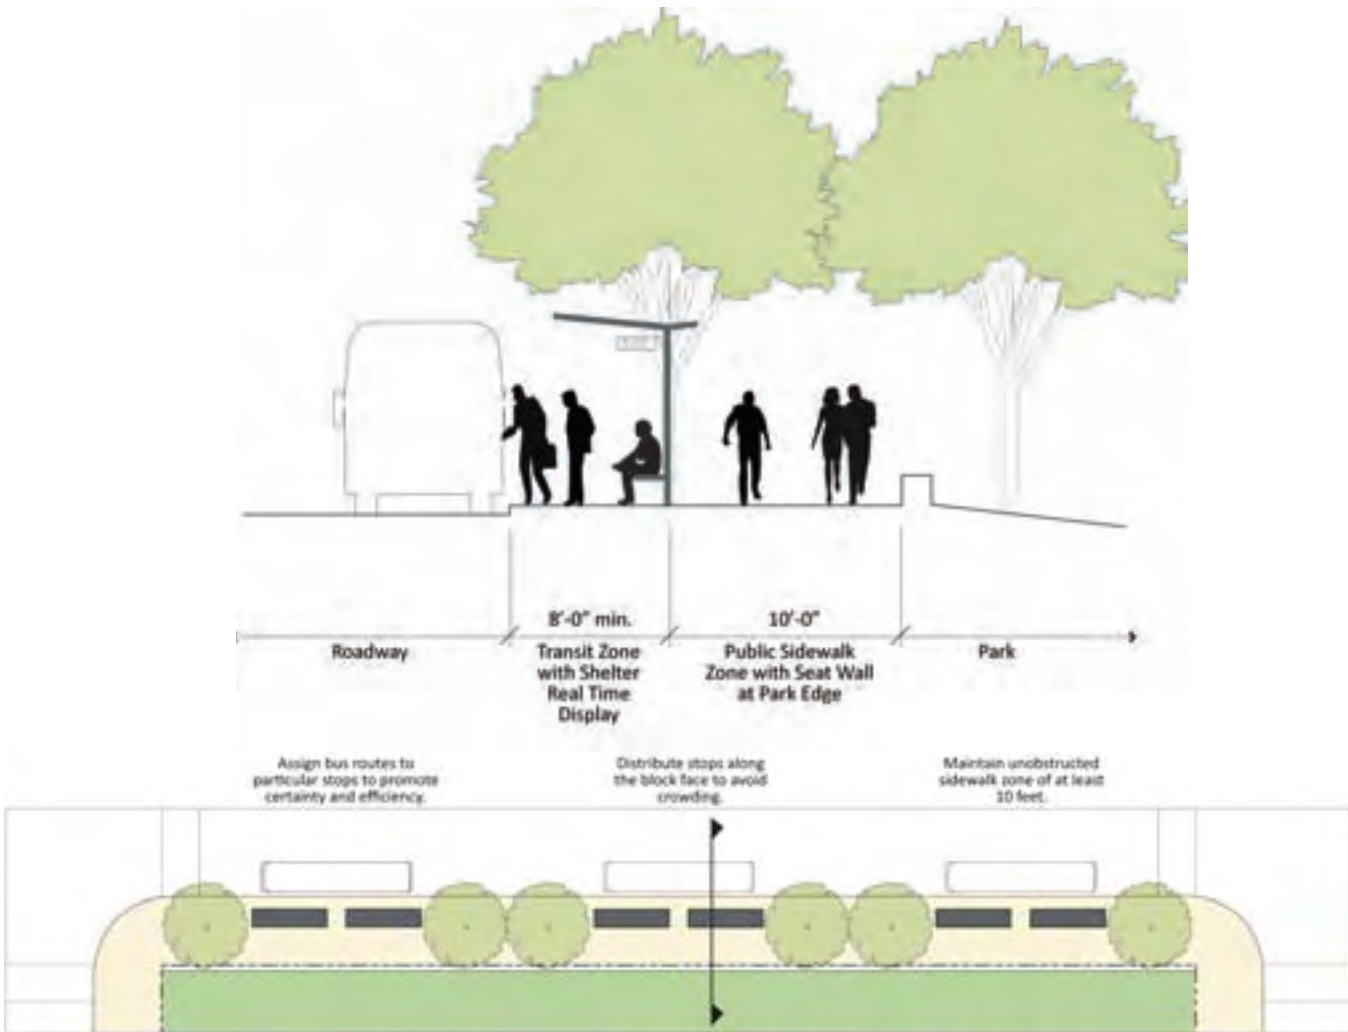 8'-0" min.
10'-0"
Roadway
Transit Zone
with Shelter
Real Time
Display
Public Sidewalk
Zone with Seat Wall
at Park Edge
Park
Assign bus routes to
particular stops to promote
certainty and efficiency.
Distribute stops along
the block face to avoid
crowding.
Maintain unobstructed
sidewalk zone of at least
10 feet.